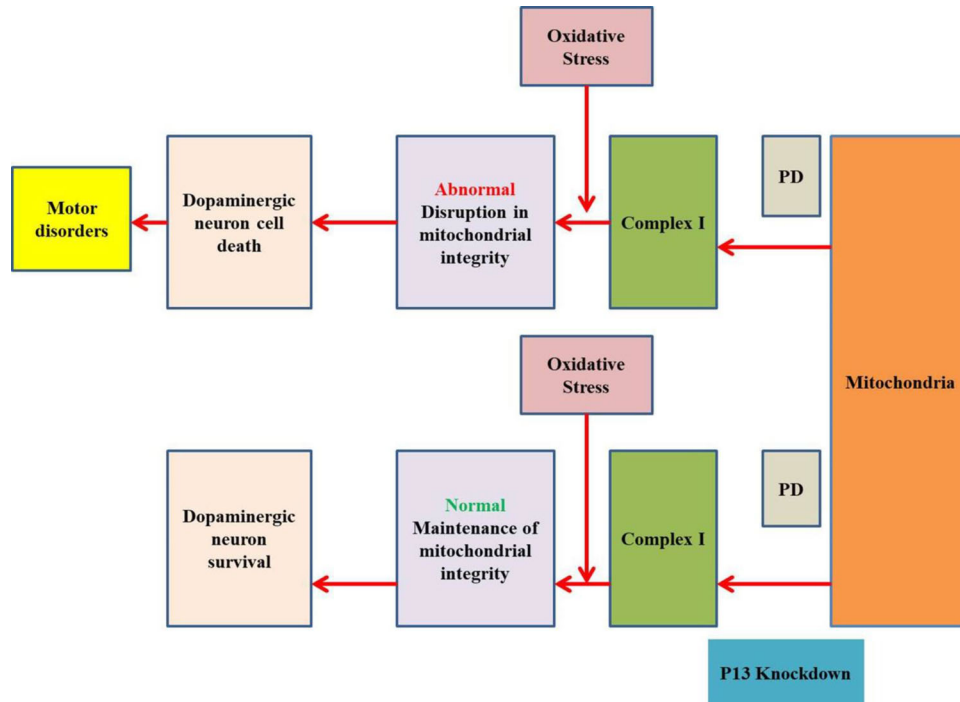 Oxidative
Stress
Motor
disorders
Dopaminergic
neuron cell
death
Abnormal
Disruption in
mitochondrial
integrity
Complex I
PD
Mitochondria
Oxidative
Stress
Dopaminergic
neuron
survival
Normal
Maintenance of
mitochondrial
integrity
Complex I
PD
P13 Knockdown